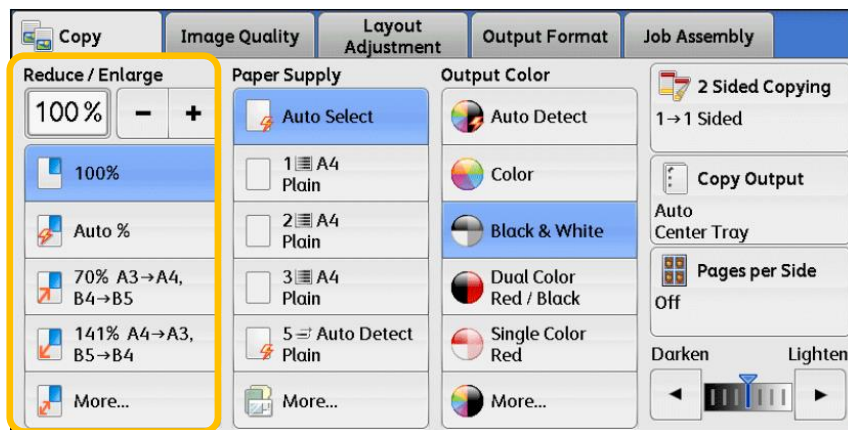 Copy
Image Quality
Layout
Adjustment
Output Format
Job Assembly
Reduce / Enlarge
100%
− +
100%
Auto %
70% A3→A4,
B4→B5
141% A4→A3,
B5→B4
More...
Paper Supply
Auto Select
1 A4
Plain
2 A4
Plain
3 A4
Plain
5 Auto Detect
Plain
More...
Output Color
Auto Detect
Color
Black & White
Dual Color
Red / Black
Single Color
Red
More...
2 Sided Copying
1→1 Sided
Copy Output
Auto
Center Tray
Pages per Side
Off
Darken Lighten